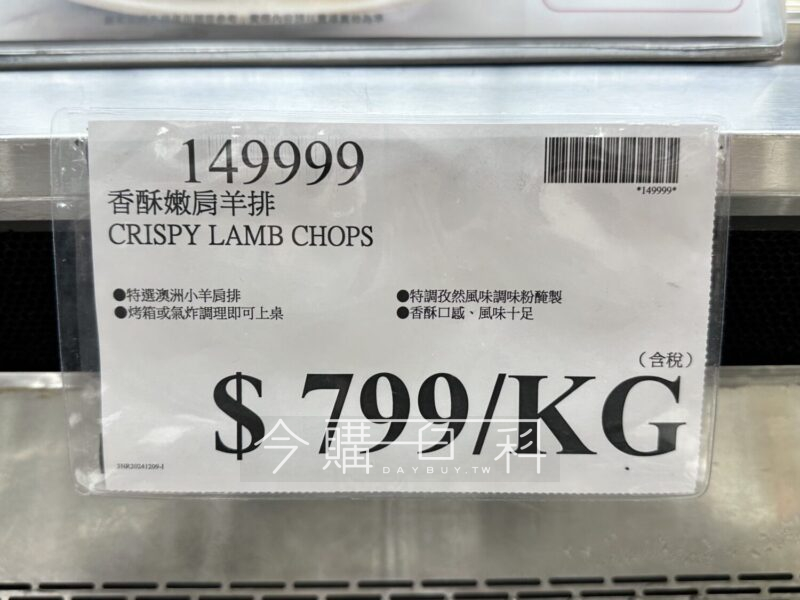 149999
*149999*
香酥嫩肩羊排
CRISPY LAMB CHOPS
●特選澳洲小羊肩排
●烤箱或氣炸調理即可上桌
●特調孜然風味調味粉醃製
●香酥口感、風味十足
（含稅）
$ 799/KG
今購百科
DAYBUY.TW
3NR20241209-1